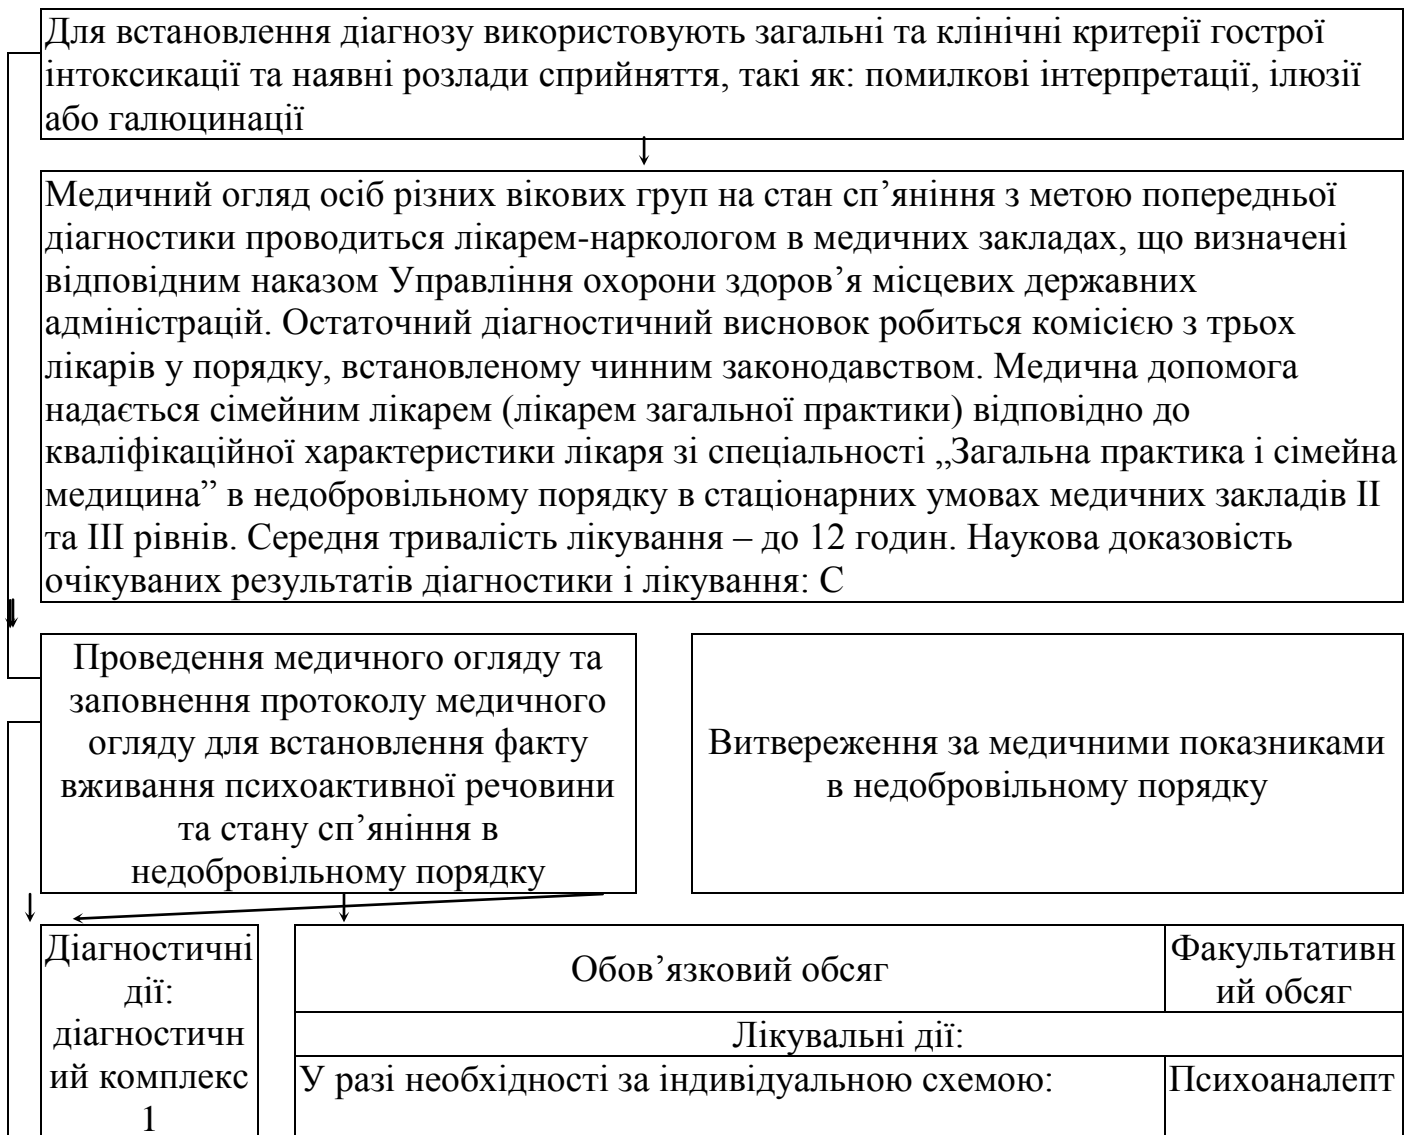 Для встановлення діагнозу використовують загальні та клінічні критерії гострої
інтоксикації та наявні розлади сприйняття, такі як: помилкові інтерпретації, ілюзії
або галюцинації
Медичний огляд осіб різних вікових груп на стан сп’яніння з метою попередньої
діагностики проводиться лікарем-наркологом в медичних закладах, що визначені
відповідним наказом Управління охорони здоров’я місцевих державних
адміністрацій. Остаточний діагностичний висновок робиться комісією з трьох
лікарів у порядку, встановленому чинним законодавством. Медична допомога
надається сімейним лікарем (лікарем загальної практики) відповідно до
кваліфікаційної характеристики лікаря зі спеціальності „Загальна практика і сімейна
медицина” в недобровільному порядку в стаціонарних умовах медичних закладів ІІ
та ІІІ рівнів. Середня тривалість лікування – до 12 годин. Наукова доказовість
очікуваних результатів діагностики і лікування: С
Проведення медичного огляду та
заповнення протоколу медичного
огляду для встановлення факту
вживання психоактивної речовини
та стану сп’яніння в
недобровільному порядку
Витвереження за медичними показниками
в недобровільному порядку
Діагностичні
дії:
діагностичн
ий комплекс
1
Обов’язковий обсяг
Факультативн
ий обсяг
Лікувальні дії:
У разі необхідності за індивідуальною схемою:
Психоаналепт